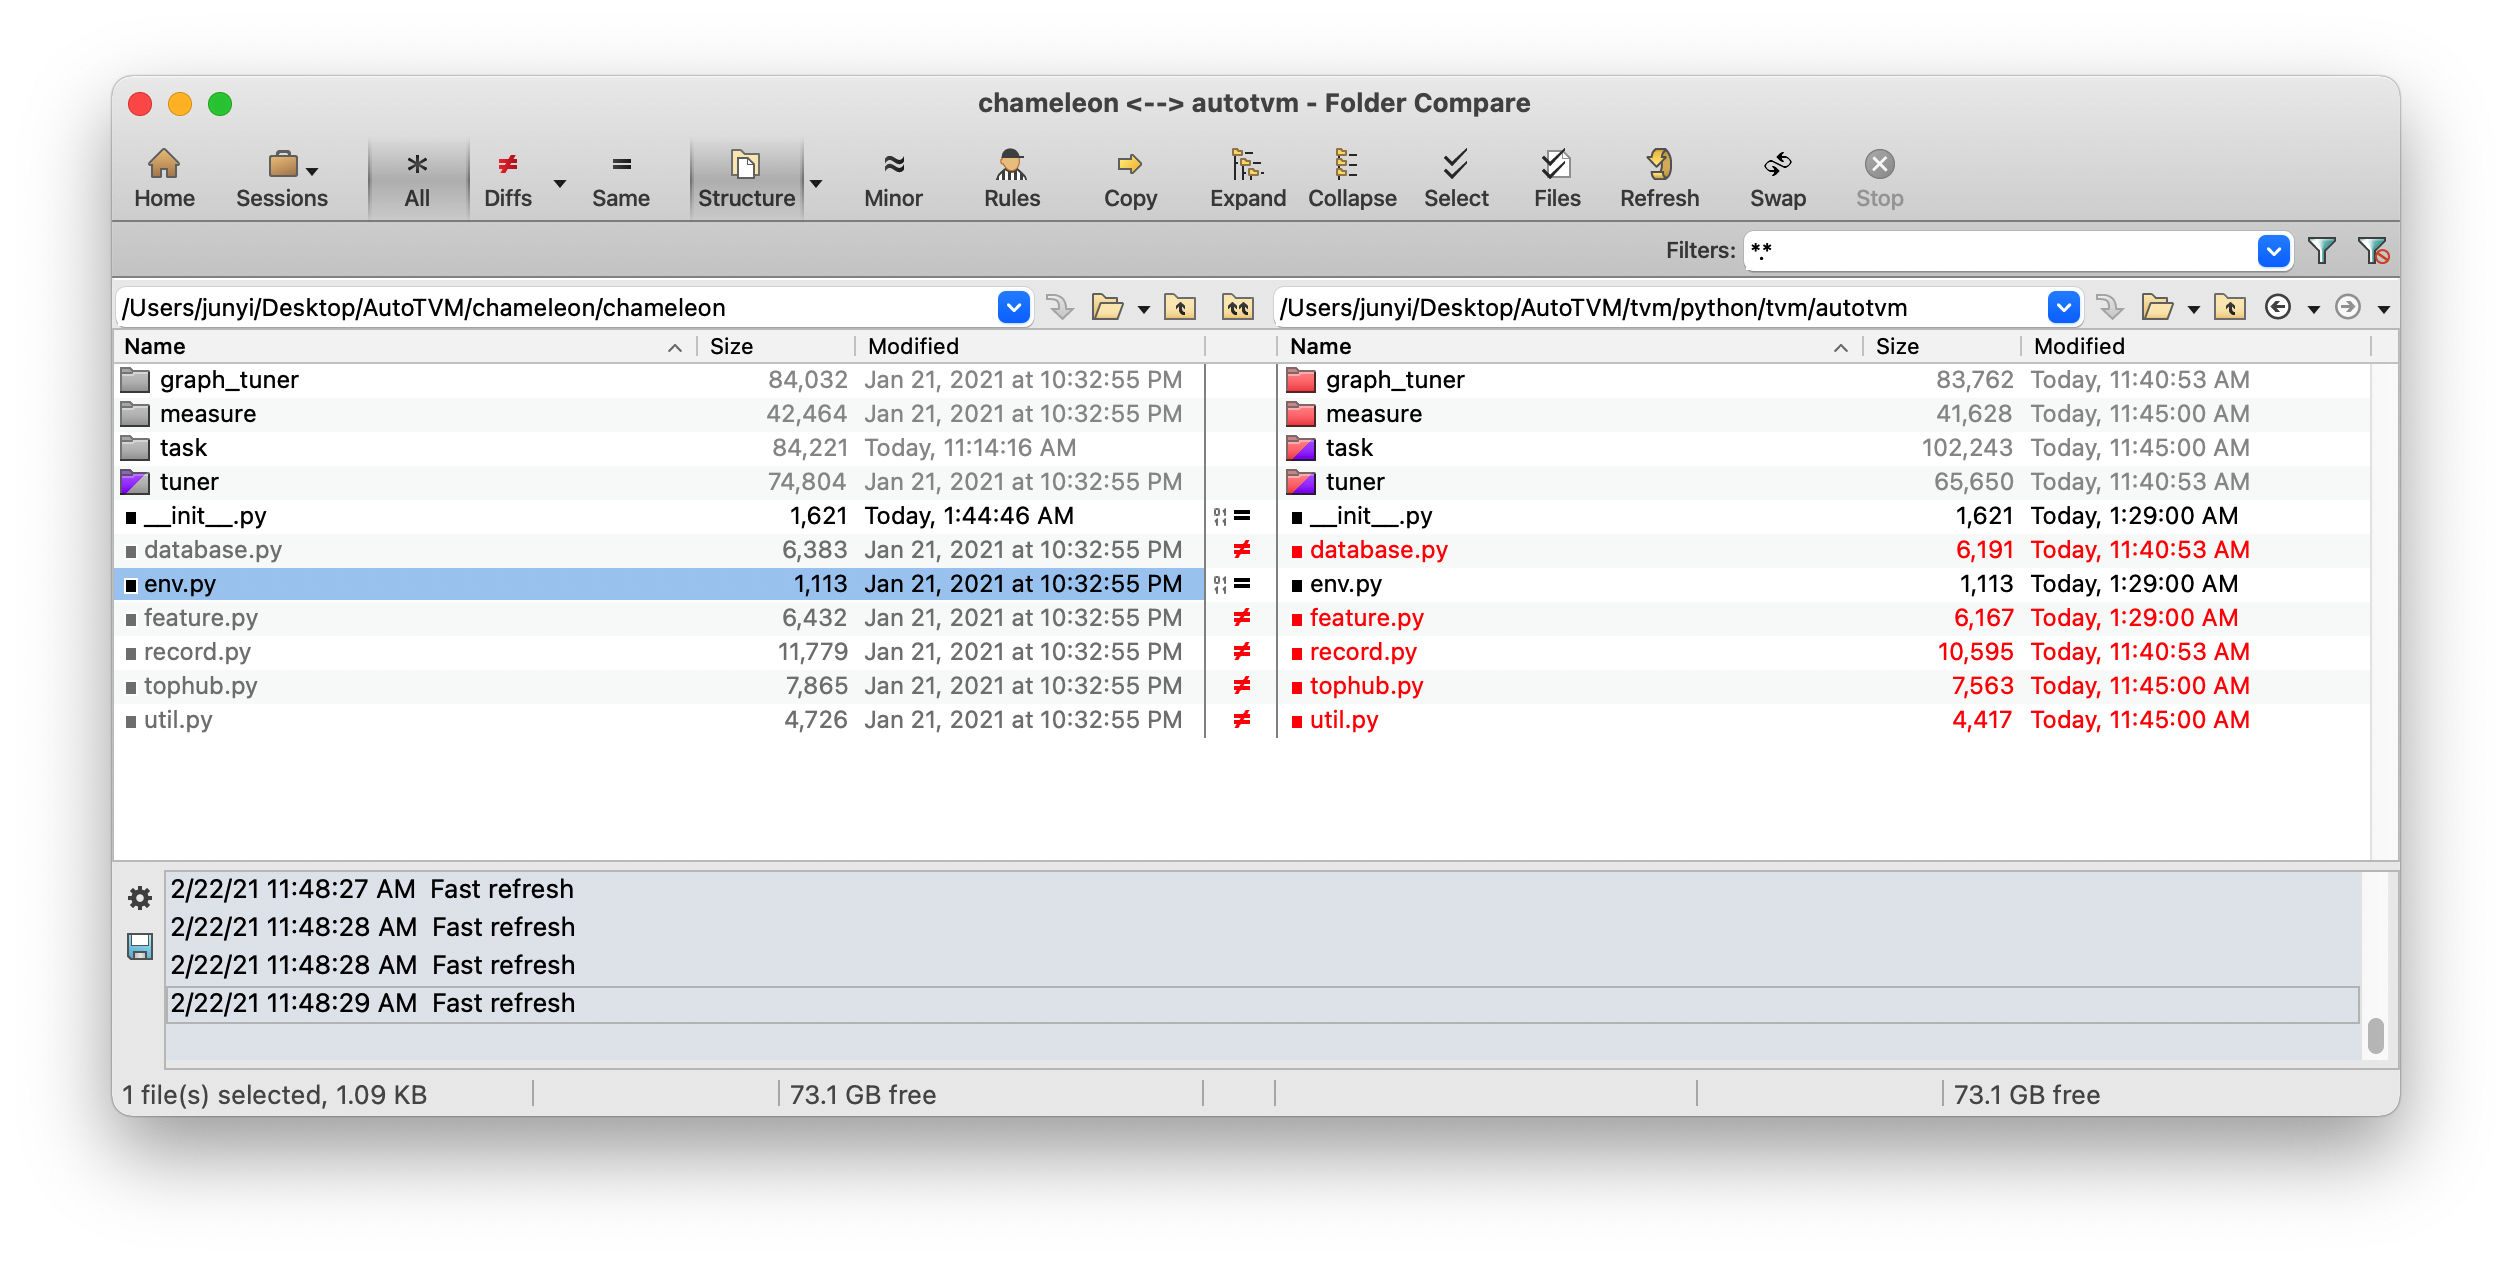 chameleon <--> autotvm - Folder Compare
Home Sessions All Diffs Same Structure Minor Rules Copy Expand Collapse Select Files Refresh Swap Stop
Filters: *.*
/Users/junyi/Desktop/AutoTVM/chameleon/chameleon /Users/junyi/Desktop/AutoTVM/tvm/python/tvm/autotvm
Name Size Modified Name Size Modified
graph_tuner 84,032 Jan 21, 2021 at 10:32:55 PM graph_tuner 83,762 Today, 11:40:53 AM
measure 42,464 Jan 21, 2021 at 10:32:55 PM measure 41,628 Today, 11:45:00 AM
task 84,221 Today, 11:14:16 AM task 102,243 Today, 11:45:00 AM
tuner 74,804 Jan 21, 2021 at 10:32:55 PM tuner 65,650 Today, 11:40:53 AM
__init__.py 1,621 Today, 1:44:46 AM = __init__.py 1,621 Today, 1:29:00 AM
database.py 6,383 Jan 21, 2021 at 10:32:55 PM ≠ database.py 6,191 Today, 11:40:53 AM
env.py 1,113 Jan 21, 2021 at 10:32:55 PM = env.py 1,113 Today, 1:29:00 AM
feature.py 6,432 Jan 21, 2021 at 10:32:55 PM ≠ feature.py 6,167 Today, 1:29:00 AM
record.py 11,779 Jan 21, 2021 at 10:32:55 PM ≠ record.py 10,595 Today, 11:40:53 AM
tophub.py 7,865 Jan 21, 2021 at 10:32:55 PM ≠ tophub.py 7,563 Today, 11:45:00 AM
util.py 4,726 Jan 21, 2021 at 10:32:55 PM ≠ util.py 4,417 Today, 11:45:00 AM
2/22/21 11:48:27 AM Fast refresh
2/22/21 11:48:28 AM Fast refresh
2/22/21 11:48:28 AM Fast refresh
2/22/21 11:48:29 AM Fast refresh
1 file(s) selected, 1.09 KB 73.1 GB free 73.1 GB free